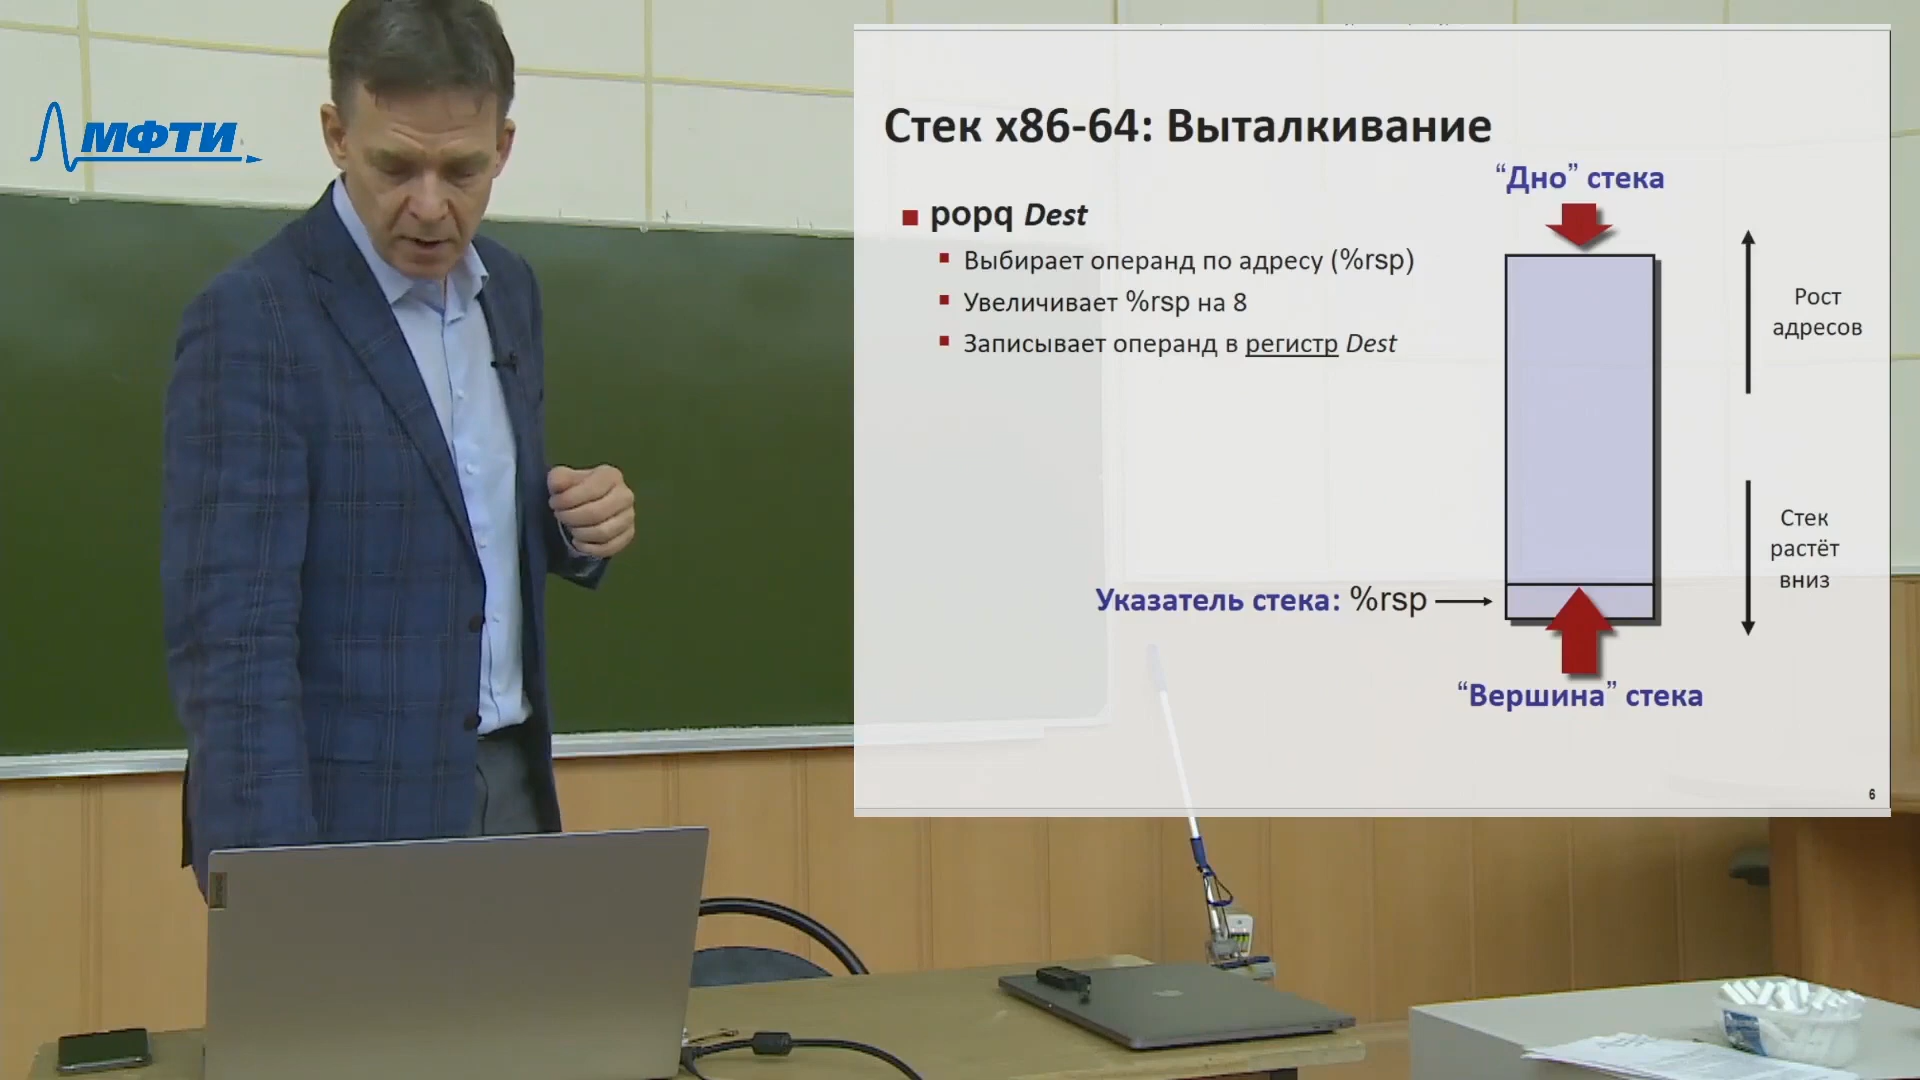 МФТИ
Стек x86-64: Выталкивание
“Дно” стека
popq Dest
Выбирает операнд по адресу (%rsp)
Увеличивает %rsp на 8
Записывает операнд в регистр Dest
Рост
адресов
Стек
растёт
вниз
Указатель стека: %rsp
“Вершина” стека
6